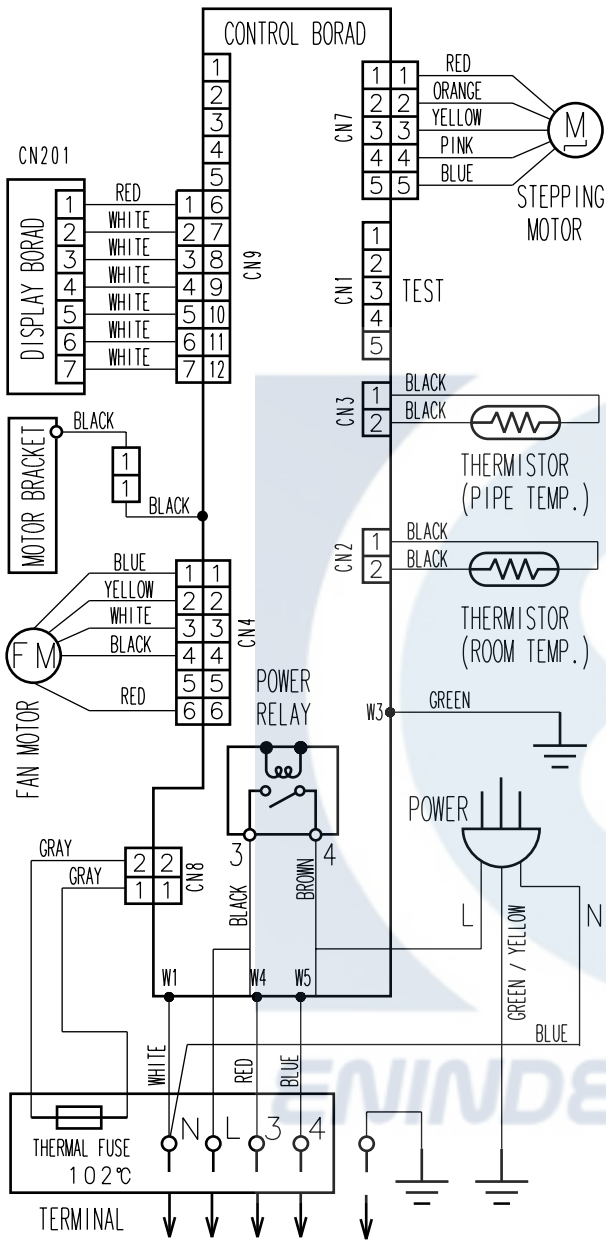 CONTROL BORAD
1
2
3
4
5
1 6
2 7
3 8
4 9
5 10
6 11
7 12
CN9
CN201
DISPLAY BORAD
1
2
3
4
5
6
7
RED
WHITE
WHITE
WHITE
WHITE
WHITE
WHITE
CN7
1 1
2 2
3 3
4 4
5 5
RED
ORANGE
YELLOW
PINK
BLUE
M
STEPPING
MOTOR
CN1
1
2
3
4
5
TEST
CN3
1
2
BLACK
BLACK
THERMISTOR
(PIPE TEMP.)
MOTOR BRACKET
BLACK
1
1
BLACK
CN2
1
2
BLACK
BLACK
THERMISTOR
(ROOM TEMP.)
BLUE
YELLOW
WHITE
BLACK
RED
FM
FAN MOTOR
1 1
2 2
3 3
4 4
5 5
6 6
CN4
POWER
RELAY
W3
GREEN
3
4
BLACK
BROWN
POWER
L
N
GREEN / YELLOW
BLUE
GRAY
GRAY
2 2
1 1
CN8
W1
W4
W5
WHITE
RED
BLUE
N
L
3
4
THERMAL FUSE
102℃
TERMINAL
ENINDE